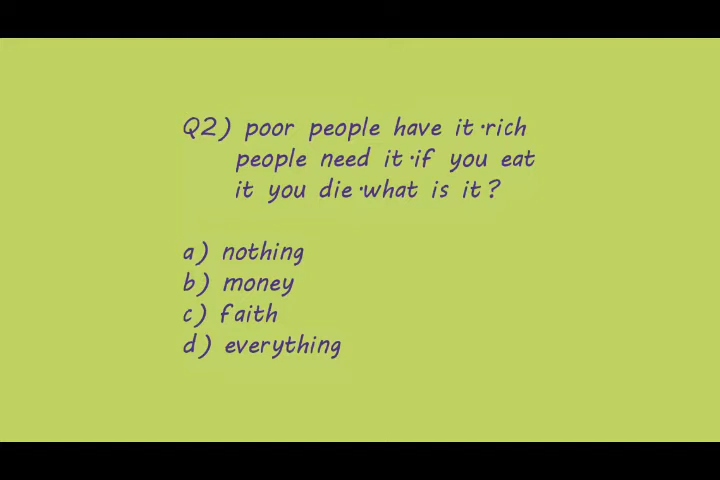 Q2) poor people have it·rich
people need it·if you eat
it you die·what is it?
a) nothing
b) money
c) faith
d) everything